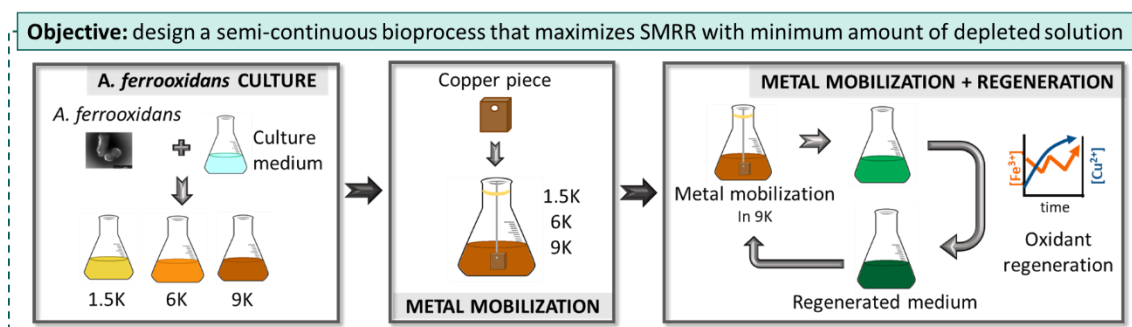 Objective: design a semi-continuous bioprocess that maximizes SMRR with minimum amount of depleted solution
A. ferrooxidans CULTURE
A. ferrooxidans
Culture
medium
1.5K 6K 9K
Copper piece
1.5K
6K
9K
METAL MOBILIZATION
METAL MOBILIZATION + REGENERATION
Metal mobilization
In 9K
Regenerated medium
[Fe³⁺]
[Cu²⁺]
time
Oxidant
regeneration